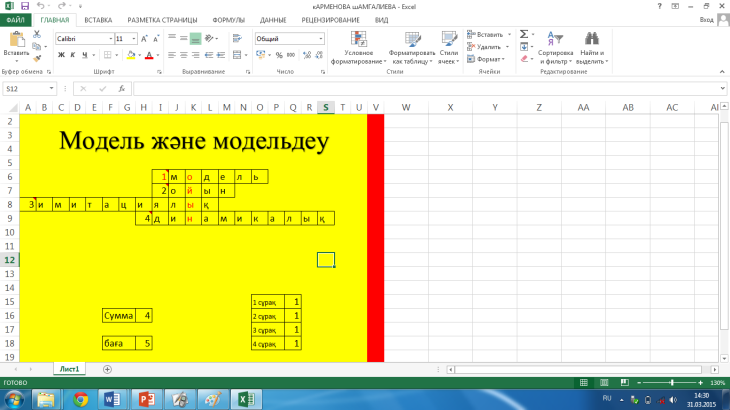 кАРМЕНОВА шАМГАЛИЕВА - Excel
ФАЙЛ ГЛАВНАЯ ВСТАВКА РАЗМЕТКА СТРАНИЦЫ ФОРМУЛЫ ДАННЫЕ РЕЦЕНЗИРОВАНИЕ ВИД Вход
Вставить
Calibri 11
Ж К Ч
Общий
Условное форматирование
Форматировать как таблицу
Стили ячеек
Вставить
Удалить
Формат
Сортировка и фильтр
Найти и выделить
Буфер обмена Шрифт Выравнивание Число Стили Ячейки Редактирование
S12
A B C D E F G H I J K L M N O P Q R S T U V W X Y Z AA AB AC
2
3 Модель және модельдеу
4
5
6 1 м о д е л ь
7 2 о й ы н
8 3 и м и т а ц и я л ы қ
9 4 д и н а м и к а л ы қ
10
11
12
13
14
15 1 сұрақ 1
16 Сумма 4 2 сұрақ 1
17 3 сұрақ 1
18 баға 5 4 сұрақ 1
19
Лист1
ГОТОВО 130%
RU 14:30
31.03.2015